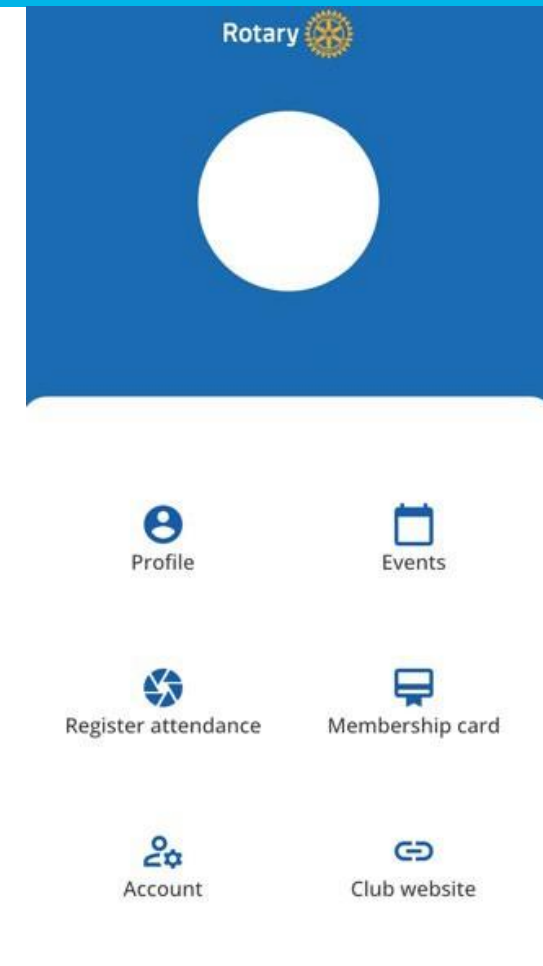 Rotary
Profile
Events
Register attendance
Membership card
Account
Club website